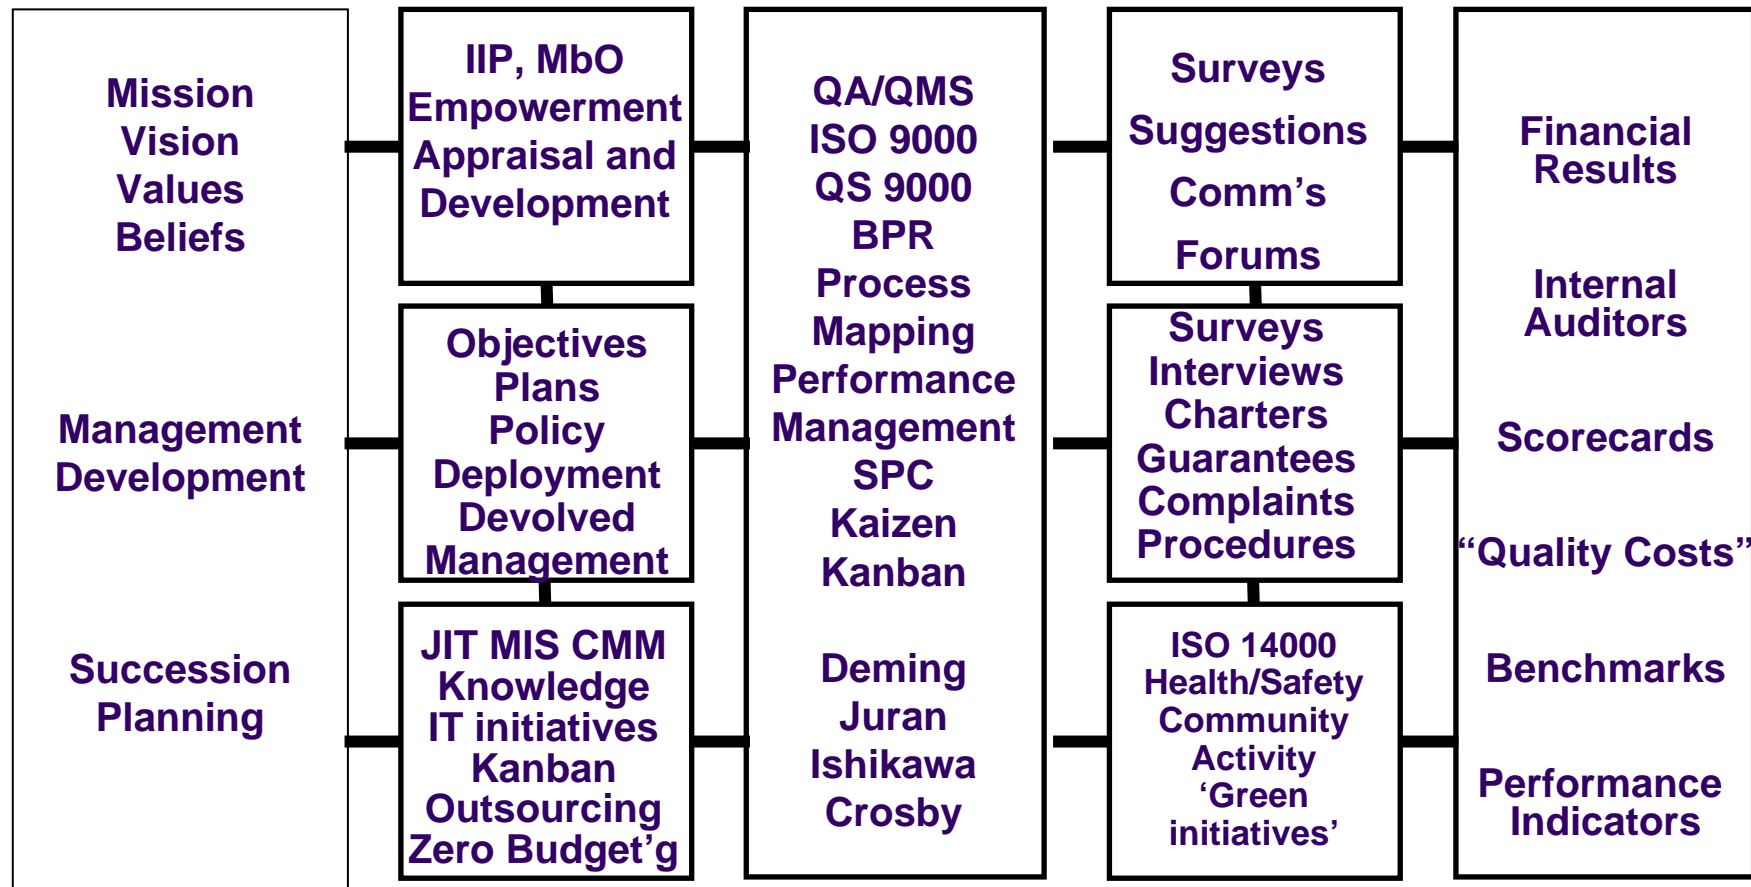 Mission
Vision
Values
Beliefs
Management
Development
Succession
Planning
IIP, MbO
Empowerment
Appraisal and
Development
Objectives
Plans
Policy
Deployment
Devolved
Management
JIT MIS CMM
Knowledge
IT initiatives
Kanban
Outsourcing
Zero Budget’g
QA/QMS
ISO 9000
QS 9000
BPR
Process
Mapping
Performance
Management
SPC
Kaizen
Kanban
Deming
Juran
Ishikawa
Crosby
Surveys
Suggestions
Comm’s
Forums
Surveys
Interviews
Charters
Guarantees
Complaints
Procedures
ISO 14000
Health/Safety
Community
Activity
‘Green
initiatives’
Financial
Results
Internal
Auditors
Scorecards
“Quality Costs”
Benchmarks
Performance
Indicators